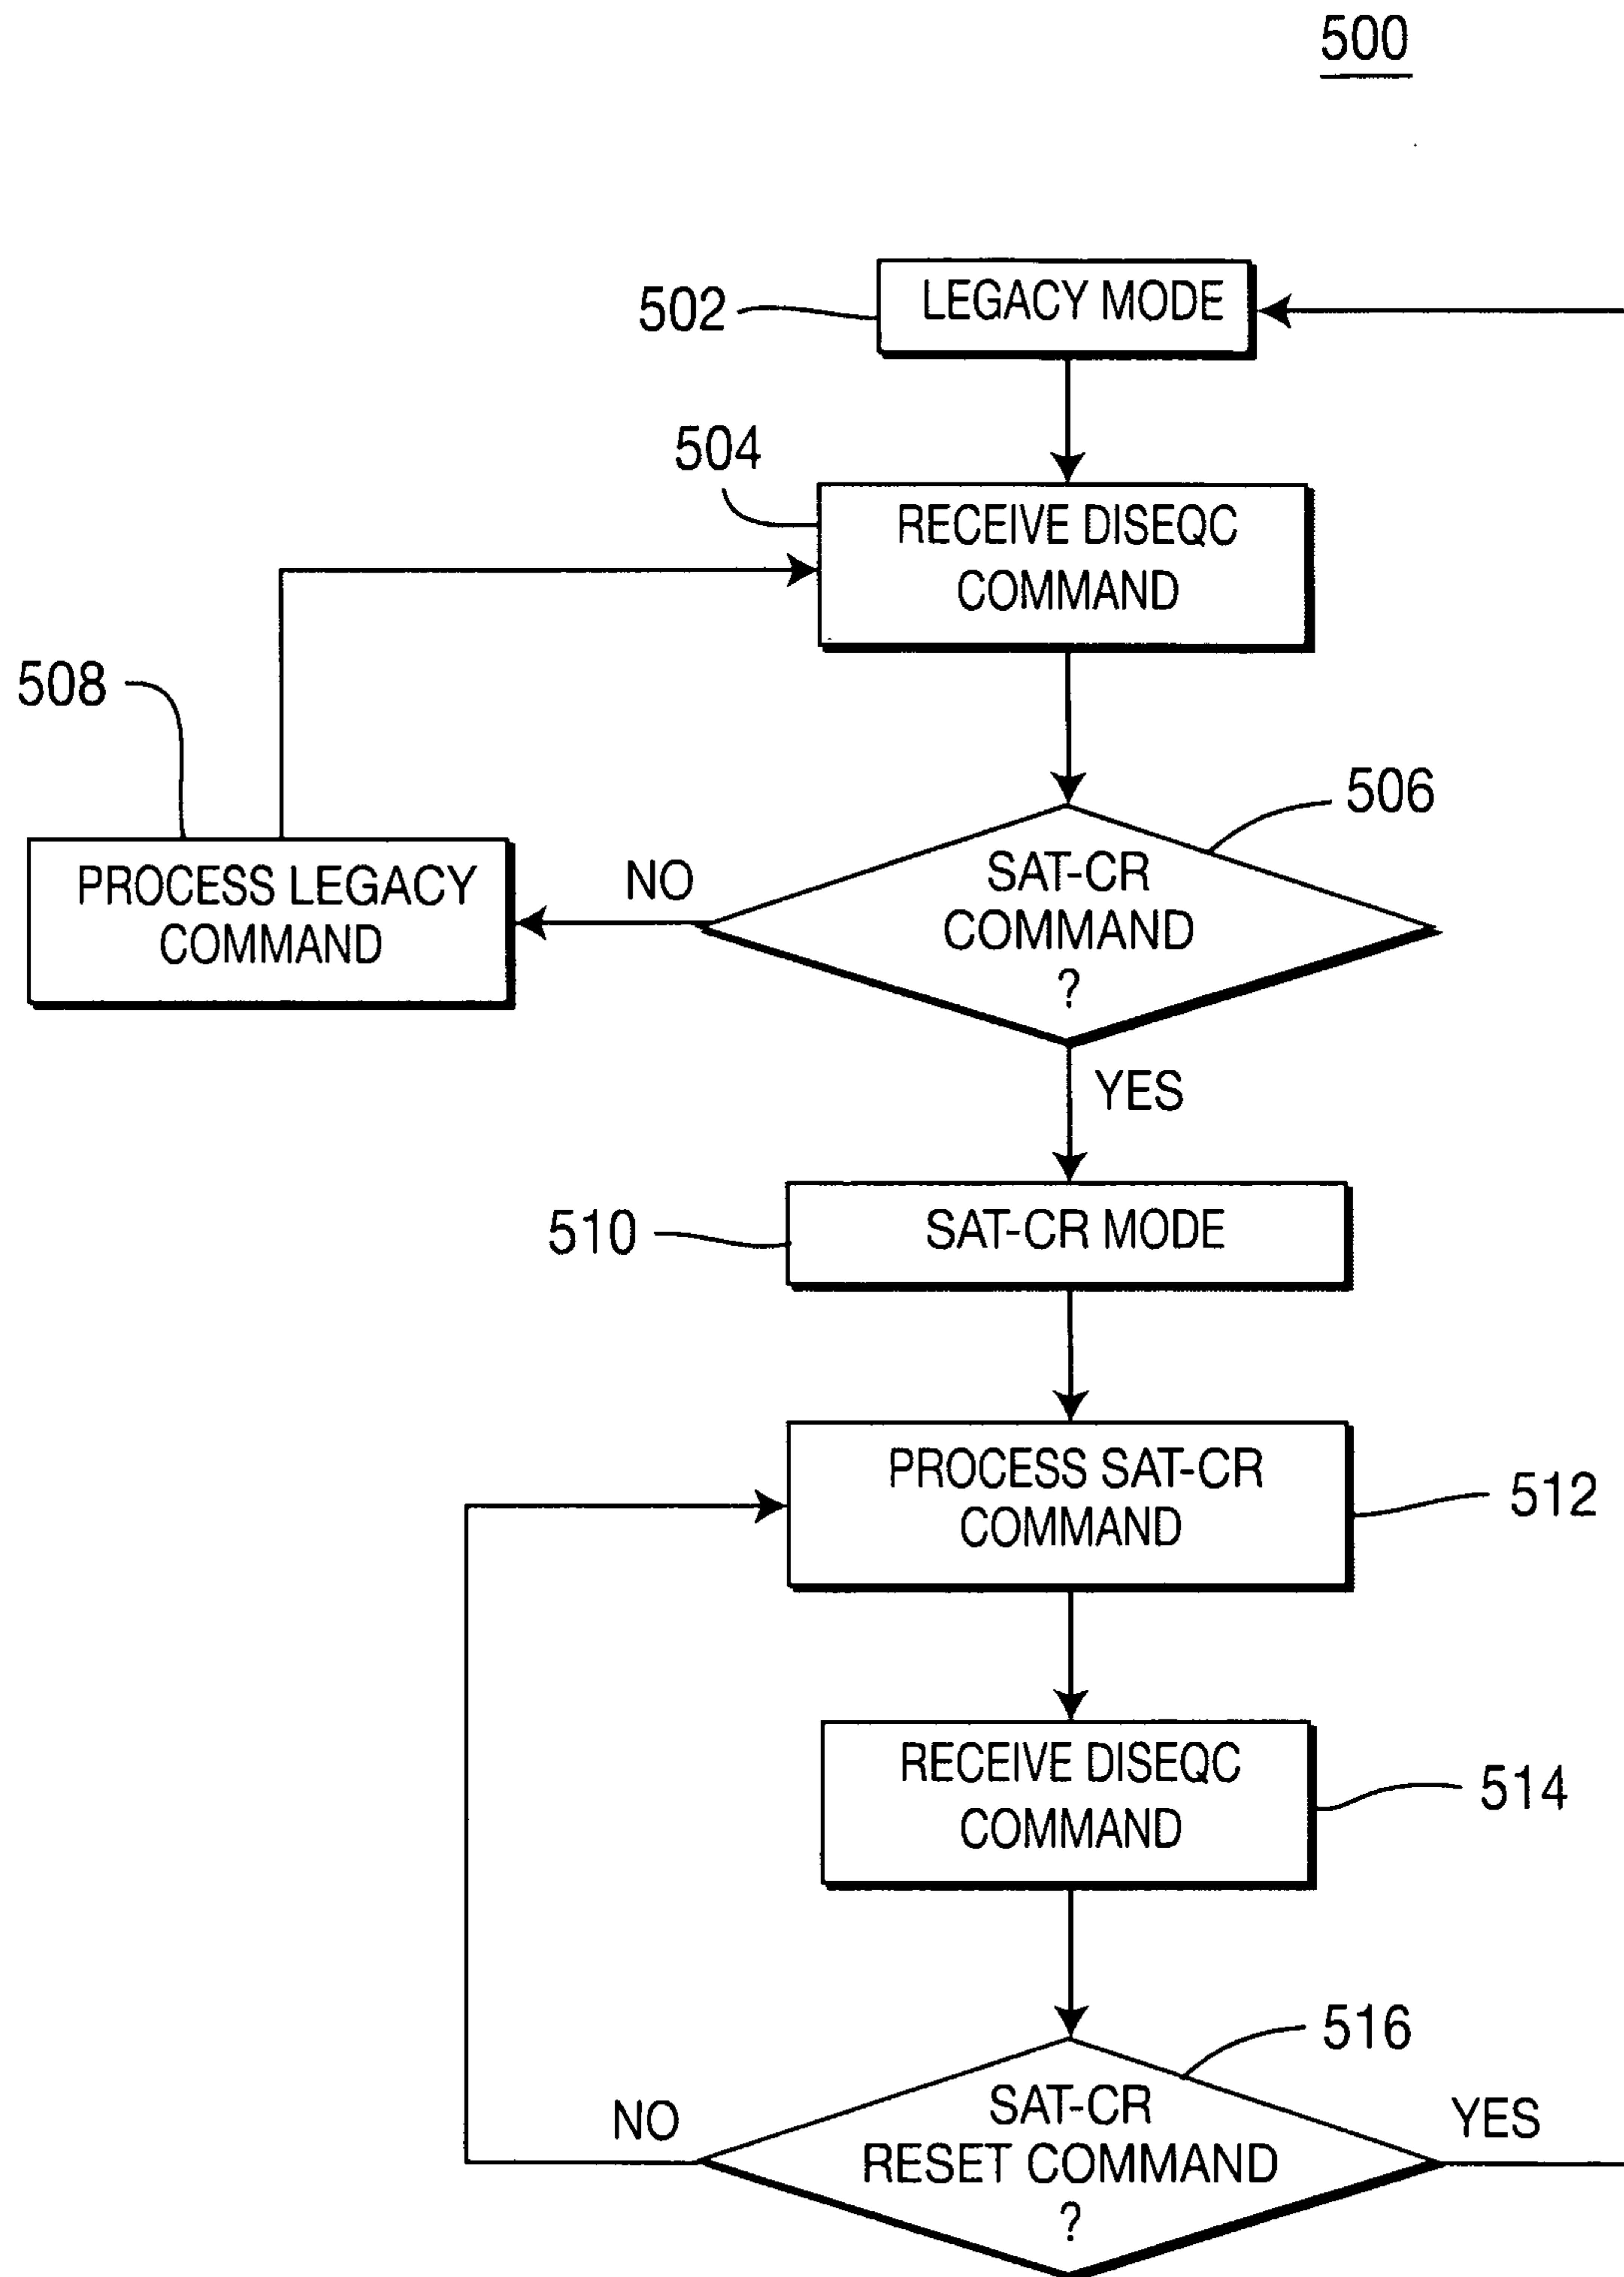 500
502
LEGACY MODE
504
RECEIVE DISEQC
COMMAND
508
506
PROCESS LEGACY
COMMAND
NO
SAT-CR
COMMAND
?
YES
510
SAT-CR MODE
PROCESS SAT-CR
COMMAND
512
RECEIVE DISEQC
COMMAND
514
516
NO
SAT-CR
RESET COMMAND
?
YES